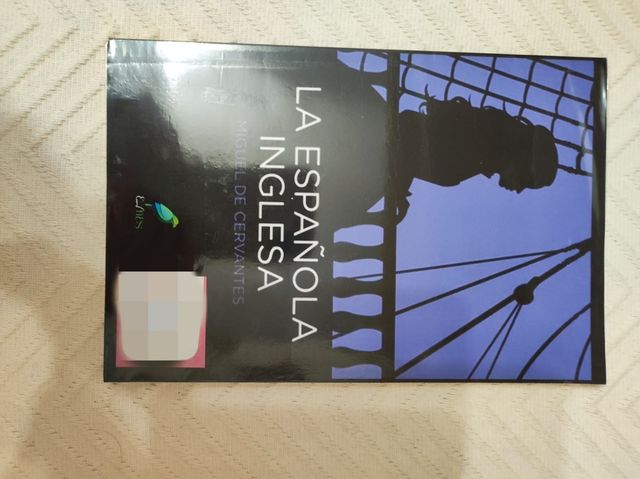 LA ESPAÑOLA
INGLESA
MIGUEL DE CERVANTES